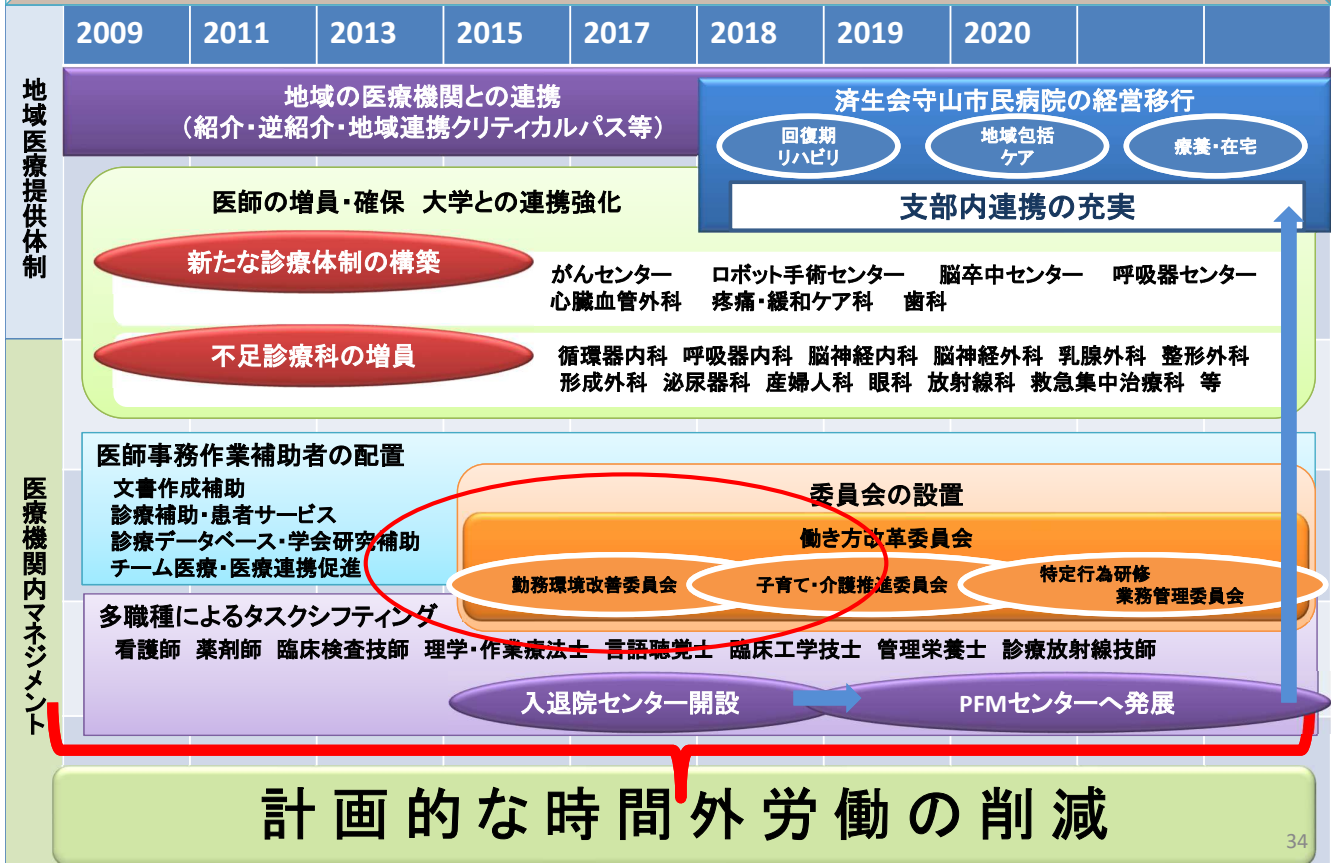 2009 2011 2013 2015 2017 2018 2019 2020
地域医療提供体制
地域の医療機関との連携
（紹介・逆紹介・地域連携クリティカルパス等）
済生会守山市民病院の経営移行
回復期
リハビリ
地域包括
ケア
療養・在宅
支部内連携の充実
医師の増員・確保 大学との連携強化
新たな診療体制の構築
がんセンター ロボット手術センター 脳卒中センター 呼吸器センター
心臓血管外科 疼痛・緩和ケア科 歯科
不足診療科の増員
循環器内科 呼吸器内科 脳神経内科 脳神経外科 乳腺外科 整形外科
形成外科 泌尿器科 産婦人科 眼科 放射線科 救急集中治療科 等
医療機関内マネジメント
医師事務作業補助者の配置
文書作成補助
診療補助・患者サービス
診療データベース・学会研究補助
チーム医療・医療連携促進
委員会の設置
働き方改革委員会
勤務環境改善委員会
子育て・介護推進委員会
特定行為研修
業務管理委員会
多職種によるタスクシフティング
看護師 薬剤師 臨床検査技師 理学・作業療法士 言語聴覚士 臨床工学技士 管理栄養士 診療放射線技師
入退院センター開設
PFMセンターへ発展
計画的な時間外労働の削減
34